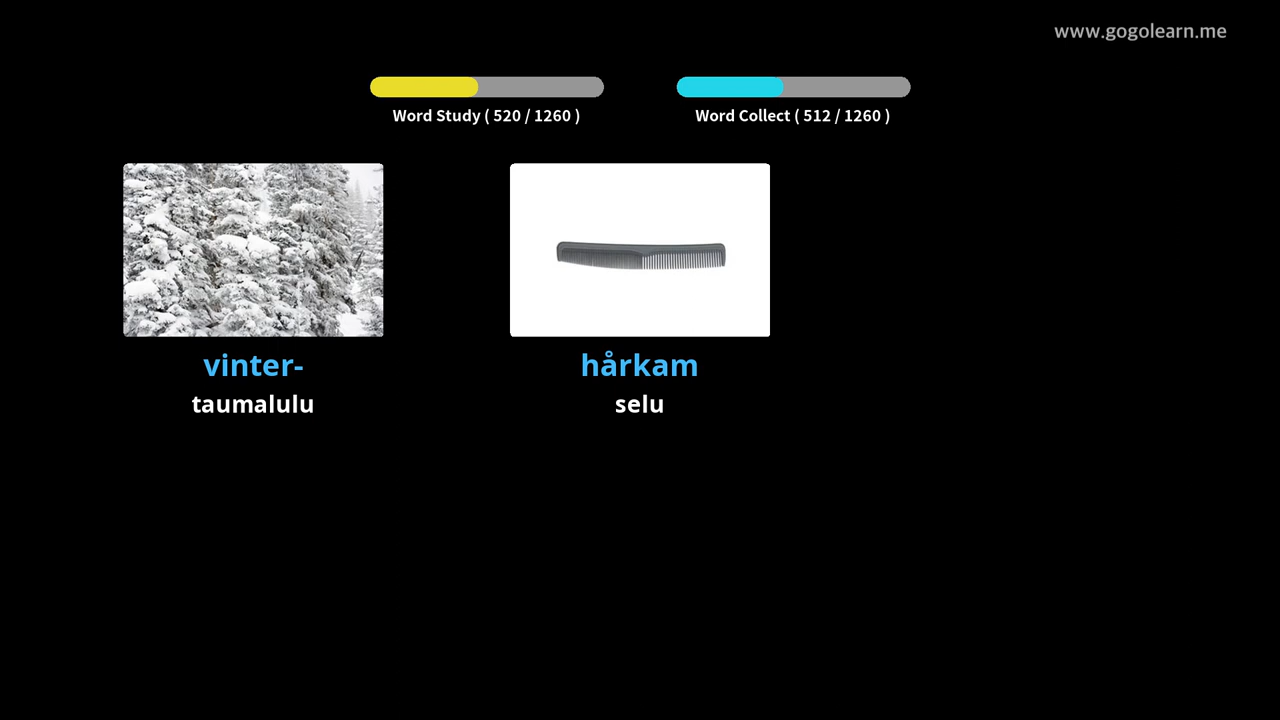 www.gogolearn.me
Word Study ( 520 / 1260 )
Word Collect ( 512 / 1260 )
vinter-
taumalulu
hårkam
selu